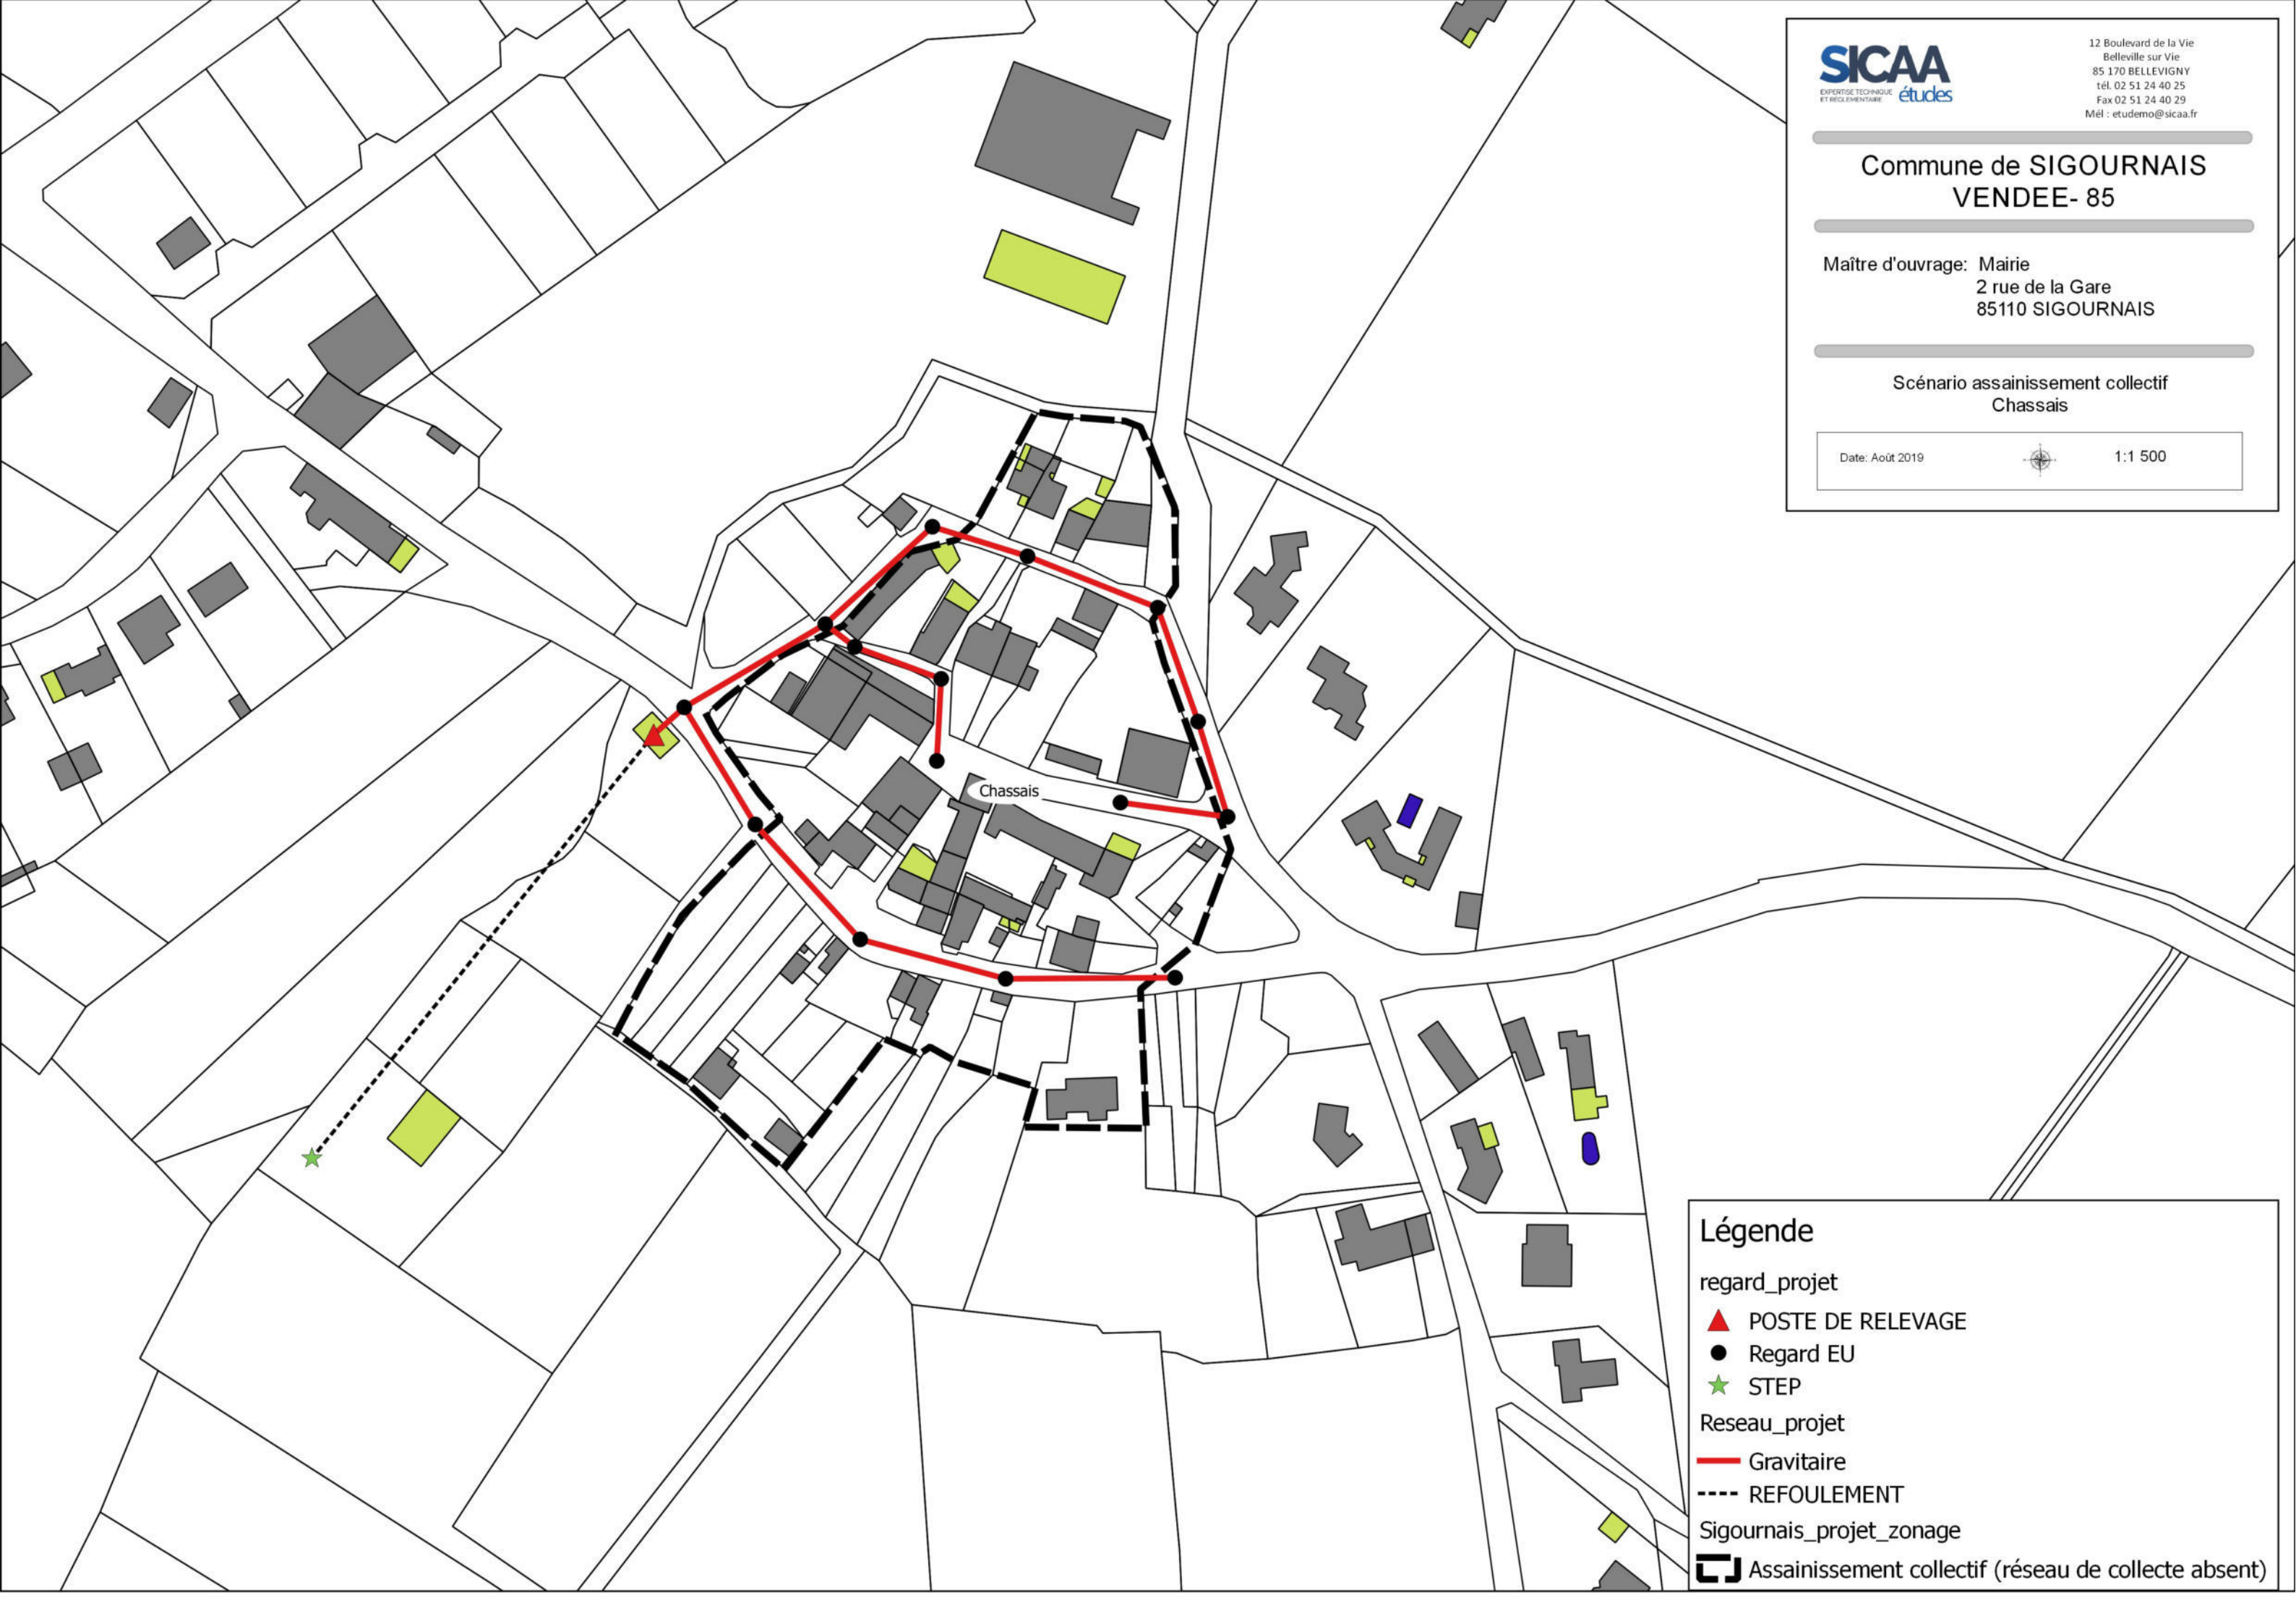 SICAA
EXPERTISE TECHNIQUE
ET RÉGLEMENTAIRE
études
12 Boulevard de la Vie
Belleville sur Vie
85 170 BELLEVIGNY
tél. 02 51 24 40 25
Fax 02 51 24 40 29
Mél : etudemo@sicaa.fr
Commune de SIGOURNAIS
VENDEE- 85
Maître d'ouvrage: Mairie
2 rue de la Gare
85110 SIGOURNAIS
Scénario assainissement collectif
Chassais
Date: Août 2019
1:1 500
Chassais
Légende
regard_projet
POSTE DE RELEVAGE
Regard EU
STEP
Reseau_projet
Gravitaire
REFOULEMENT
Sigournais_projet_zonage
Assainissement collectif (réseau de collecte absent)